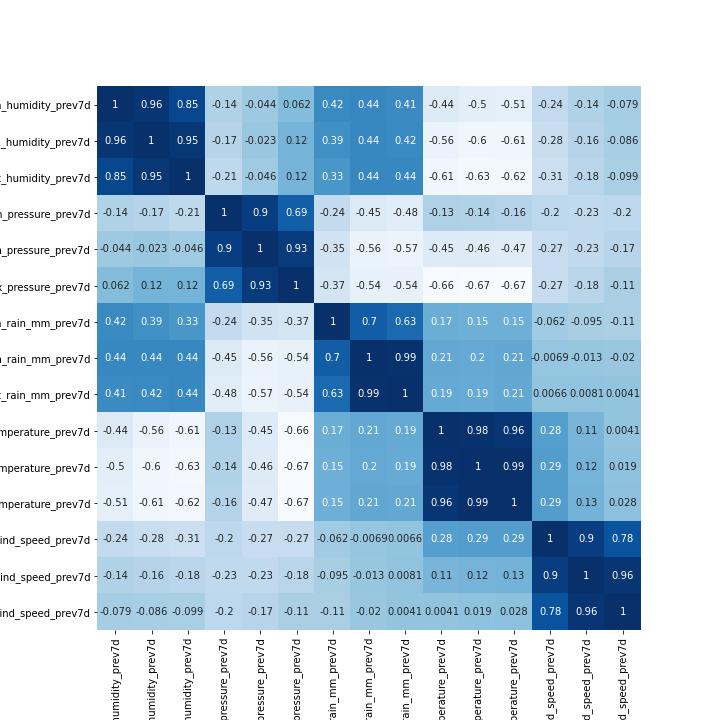 n_humidity_prev7d 1 0.96 0.85 -0.14 -0.044 0.062 0.42 0.44 0.41 -0.44 -0.5 -0.51 -0.24 -0.14 -0.079
_humidity_prev7d 0.96 1 0.95 -0.17 -0.023 0.12 0.39 0.44 0.42 -0.56 -0.6 -0.61 -0.28 -0.16 -0.086
_humidity_prev7d 0.85 0.95 1 -0.21 -0.046 0.12 0.33 0.44 0.44 -0.61 -0.63 -0.62 -0.31 -0.18 -0.099
n_pressure_prev7d -0.14 -0.17 -0.21 1 0.9 0.69 -0.24 -0.45 -0.48 -0.13 -0.14 -0.16 -0.2 -0.23 -0.2
_pressure_prev7d -0.044 -0.023 -0.046 0.9 1 0.93 -0.35 -0.56 -0.57 -0.45 -0.46 -0.47 -0.27 -0.23 -0.17
x_pressure_prev7d 0.062 0.12 0.12 0.69 0.93 1 -0.37 -0.54 -0.54 -0.66 -0.67 -0.67 -0.27 -0.18 -0.11
n_rain_mm_prev7d 0.42 0.39 0.33 -0.24 -0.35 -0.37 1 0.7 0.63 0.17 0.15 0.15 -0.062 -0.095 -0.11
_rain_mm_prev7d 0.44 0.44 0.44 -0.45 -0.56 -0.54 0.7 1 0.99 0.21 0.2 0.21 -0.0069 -0.013 -0.02
_rain_mm_prev7d 0.41 0.42 0.44 -0.48 -0.57 -0.54 0.63 0.99 1 0.19 0.19 0.21 0.0066 0.0081 0.0041
mperature_prev7d -0.44 -0.56 -0.61 -0.13 -0.45 -0.66 0.17 0.21 0.19 1 0.98 0.96 0.28 0.11 0.0041
mperature_prev7d -0.5 -0.6 -0.63 -0.14 -0.46 -0.67 0.15 0.2 0.19 0.98 1 0.99 0.29 0.12 0.019
mperature_prev7d -0.51 -0.61 -0.62 -0.16 -0.47 -0.67 0.15 0.21 0.21 0.96 0.99 1 0.29 0.13 0.028
ind_speed_prev7d -0.24 -0.28 -0.31 -0.2 -0.27 -0.27 -0.062 -0.0069 0.0066 0.28 0.29 0.29 1 0.9 0.78
ind_speed_prev7d -0.14 -0.16 -0.18 -0.23 -0.23 -0.18 -0.095 -0.013 0.0081 0.11 0.12 0.13 0.9 1 0.96
ind_speed_prev7d -0.079 -0.086 -0.099 -0.2 -0.17 -0.11 -0.11 -0.02 0.0041 0.0041 0.019 0.028 0.78 0.96 1
humidity_prev7d
humidity_prev7d
humidity_prev7d
pressure_prev7d
pressure_prev7d
pressure_prev7d
rain_mm_prev7d
rain_mm_prev7d
rain_mm_prev7d
perature_prev7d
perature_prev7d
perature_prev7d
d_speed_prev7d
d_speed_prev7d
d_speed_prev7d